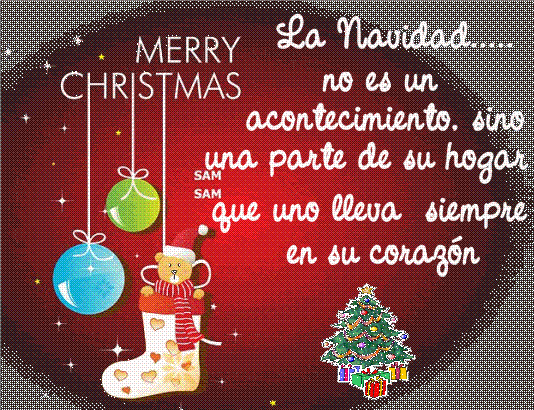 MERRY
CHRISTMAS
La Navidad.....
no es un
acontecimiento. sino
una parte de su hogar
SAM
SAM
que uno lleva siempre
en su corazón